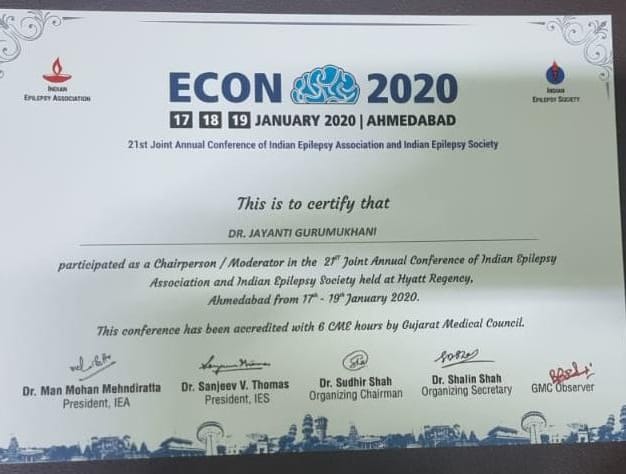 INDIAN
EPILEPSY ASSOCIATION
ECON 2020
INDIAN
EPILEPSY SOCIETY
17 18 19 JANUARY 2020 | AHMEDABAD
21st Joint Annual Conference of Indian Epilepsy Association and Indian Epilepsy Society
This is to certify that
DR. JAYANTI GURUMUKHANI
participated as a Chairperson / Moderator in the 21st Joint Annual Conference of Indian Epilepsy
Association and Indian Epilepsy Society held at Hyatt Regency,
Ahmedabad from 17th - 19th January 2020.
This conference has been accredited with 6 CME hours by Gujarat Medical Council.
Dr. Man Mohan Mehndiratta
President, IEA
Dr. Sanjeev V. Thomas
President, IES
Dr. Sudhir Shah
Organizing Chairman
Dr. Shalin Shah
Organizing Secretary
GMC Observer